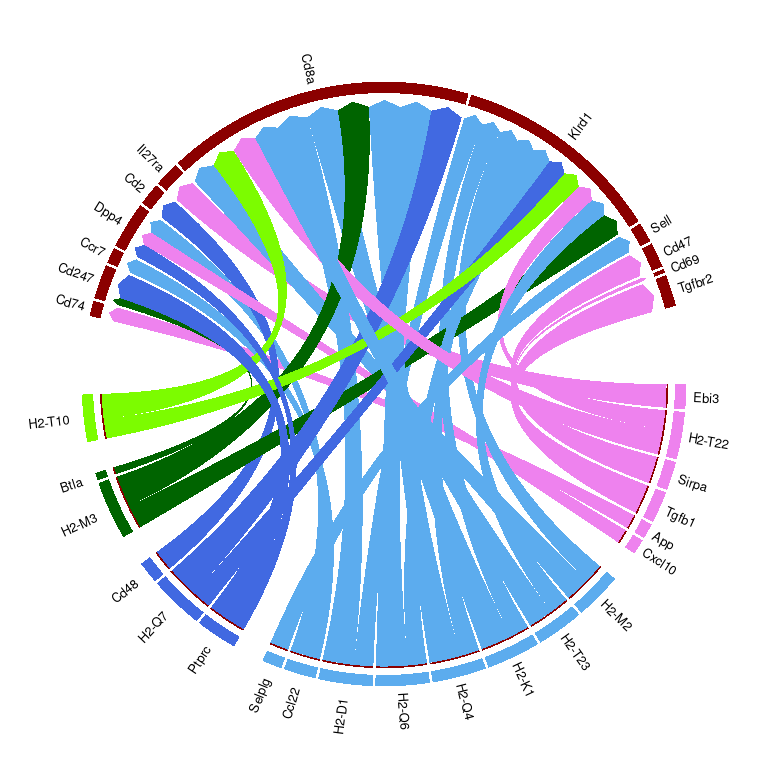 Cd8a
Klrd1
Il27ra
Cd2
Dpp4
Ccr7
Cd247
Cd74
Sell
Cd47
Cd69
Tgfbr2
H2-T10
Btla
H2-M3
Cd48
H2-Q7
Ptprc
Selplg
Ccl22
H2-D1
H2-Q6
H2-Q4
H2-K1
H2-T23
H2-M2
Cxcl10
App
Tgfb1
Sirpa
H2-T22
Ebi3